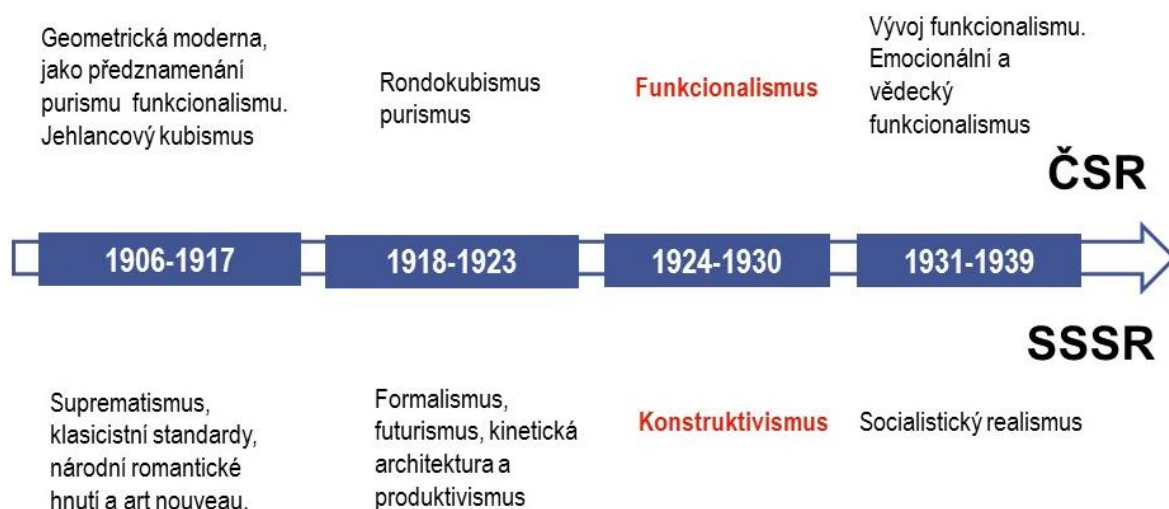 Geometrická moderna,
jako předznamenání
purismu funkcionalismu.
Jehlancový kubismus
Rondokubismus
purismus
Funkcionalismus
Vývoj funkcionalismu.
Emocionální a
vědecký
funkcionalismus
ČSR
1906-1917
1918-1923
1924-1930
1931-1939
SSSR
Suprematismus,
klasicistní standardy,
národní romantické
hnutí a art nouveau.
Formalismus,
futurismus, kinetická
architektura a
produktivismus
Konstruktivismus
Socialistický realismus